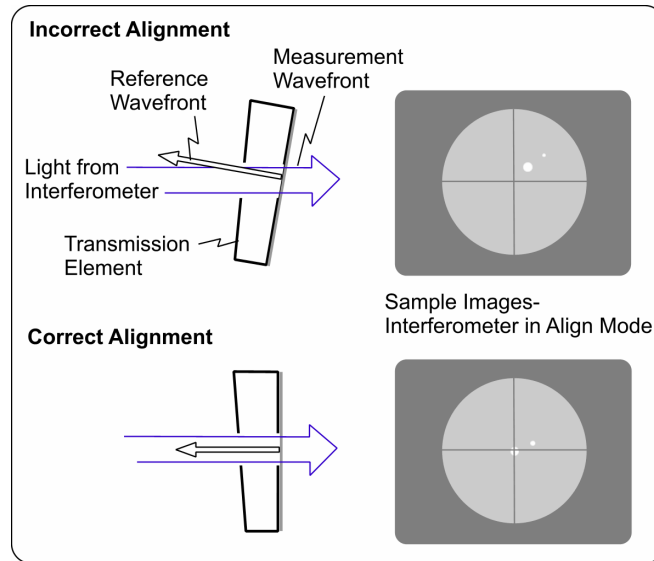 Incorrect Alignment
Reference
Wavefront
Measurement
Wavefront
Light from
Interferometer
Transmission
Element
Sample Images-
Interferometer in Align Mode
Correct Alignment